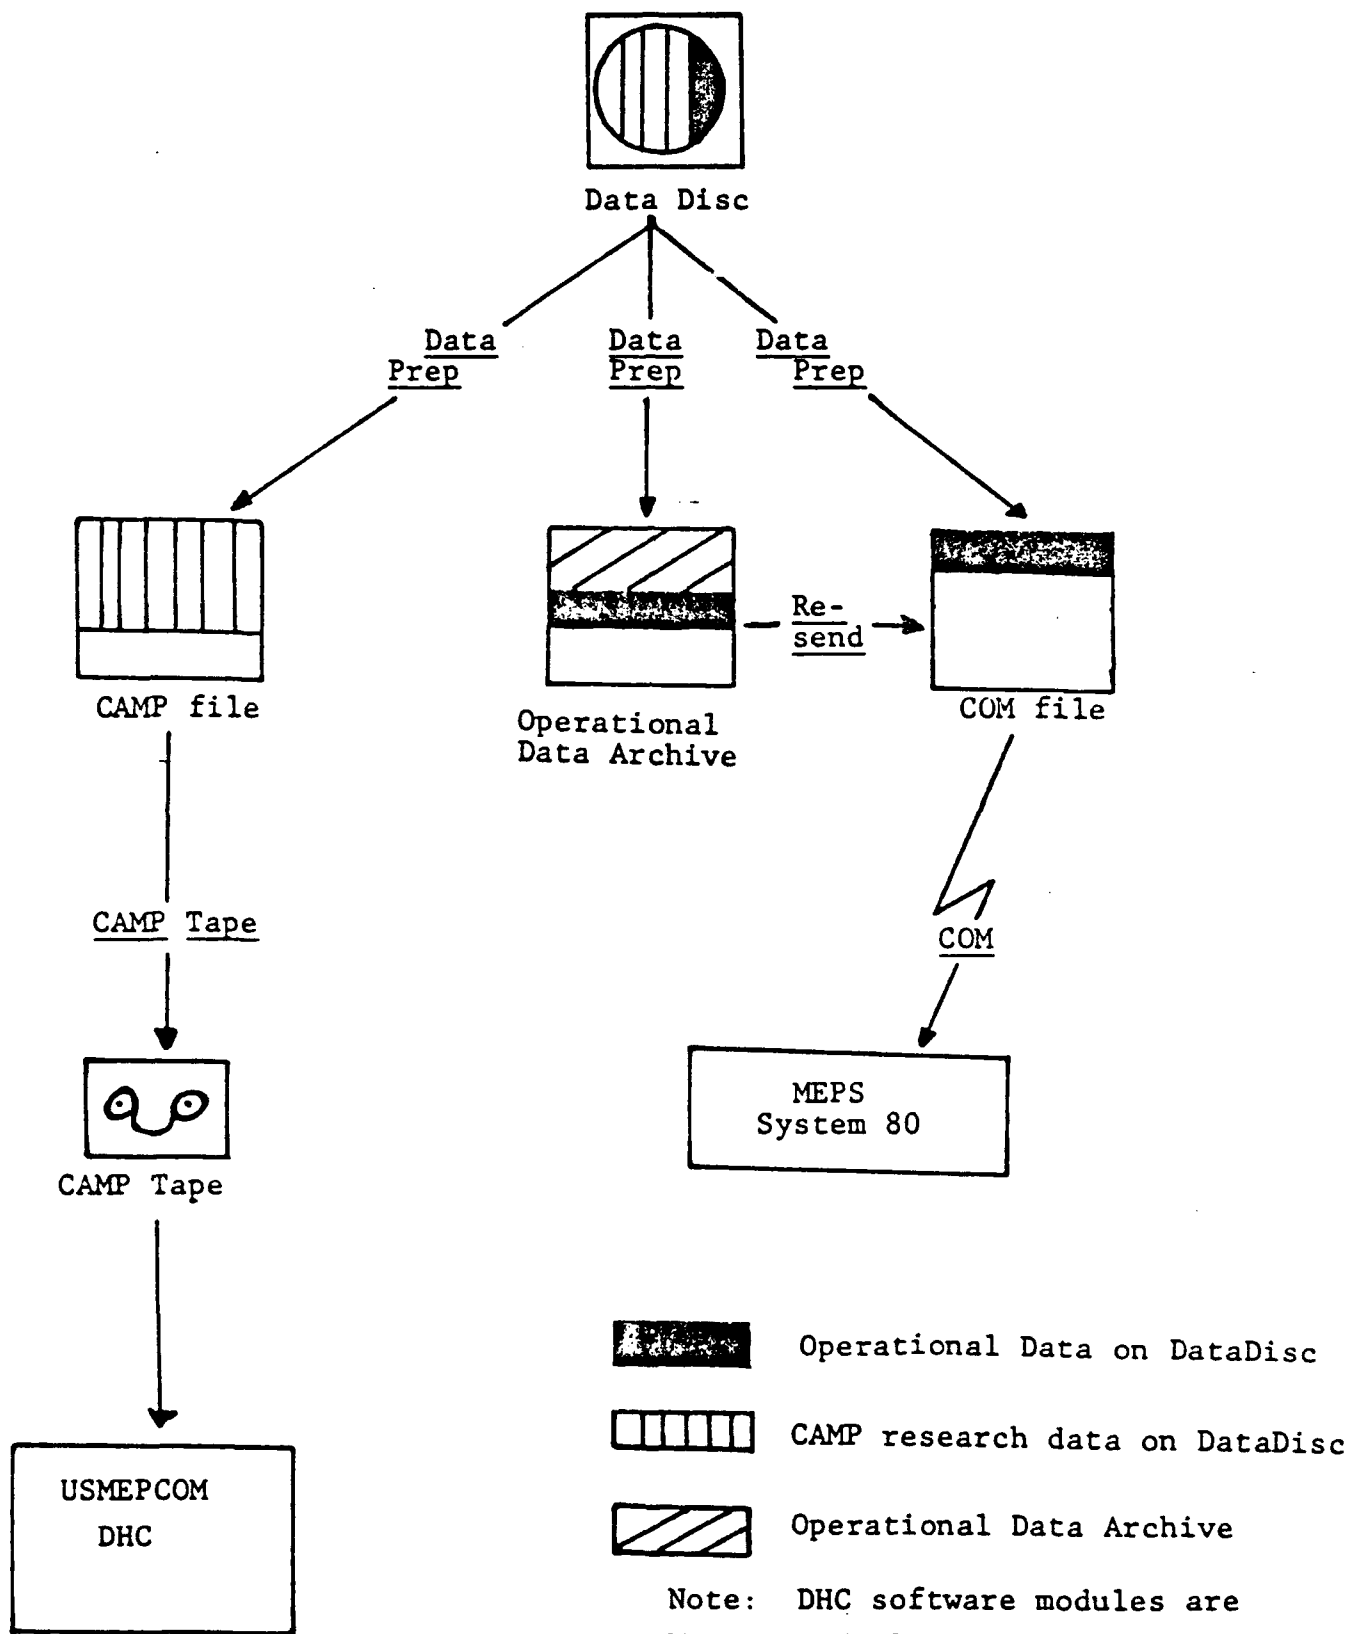 Data Disc
Data
Prep
Data
Prep
Data
Prep
CAMP file
Operational
Data Archive
Re-
send
COM file
CAMP Tape
COM
CAMP Tape
MEPS
System 80
USMEPCOM
DHC
Operational Data on DataDisc
CAMP research data on DataDisc
Operational Data Archive
Note: DHC software modules are